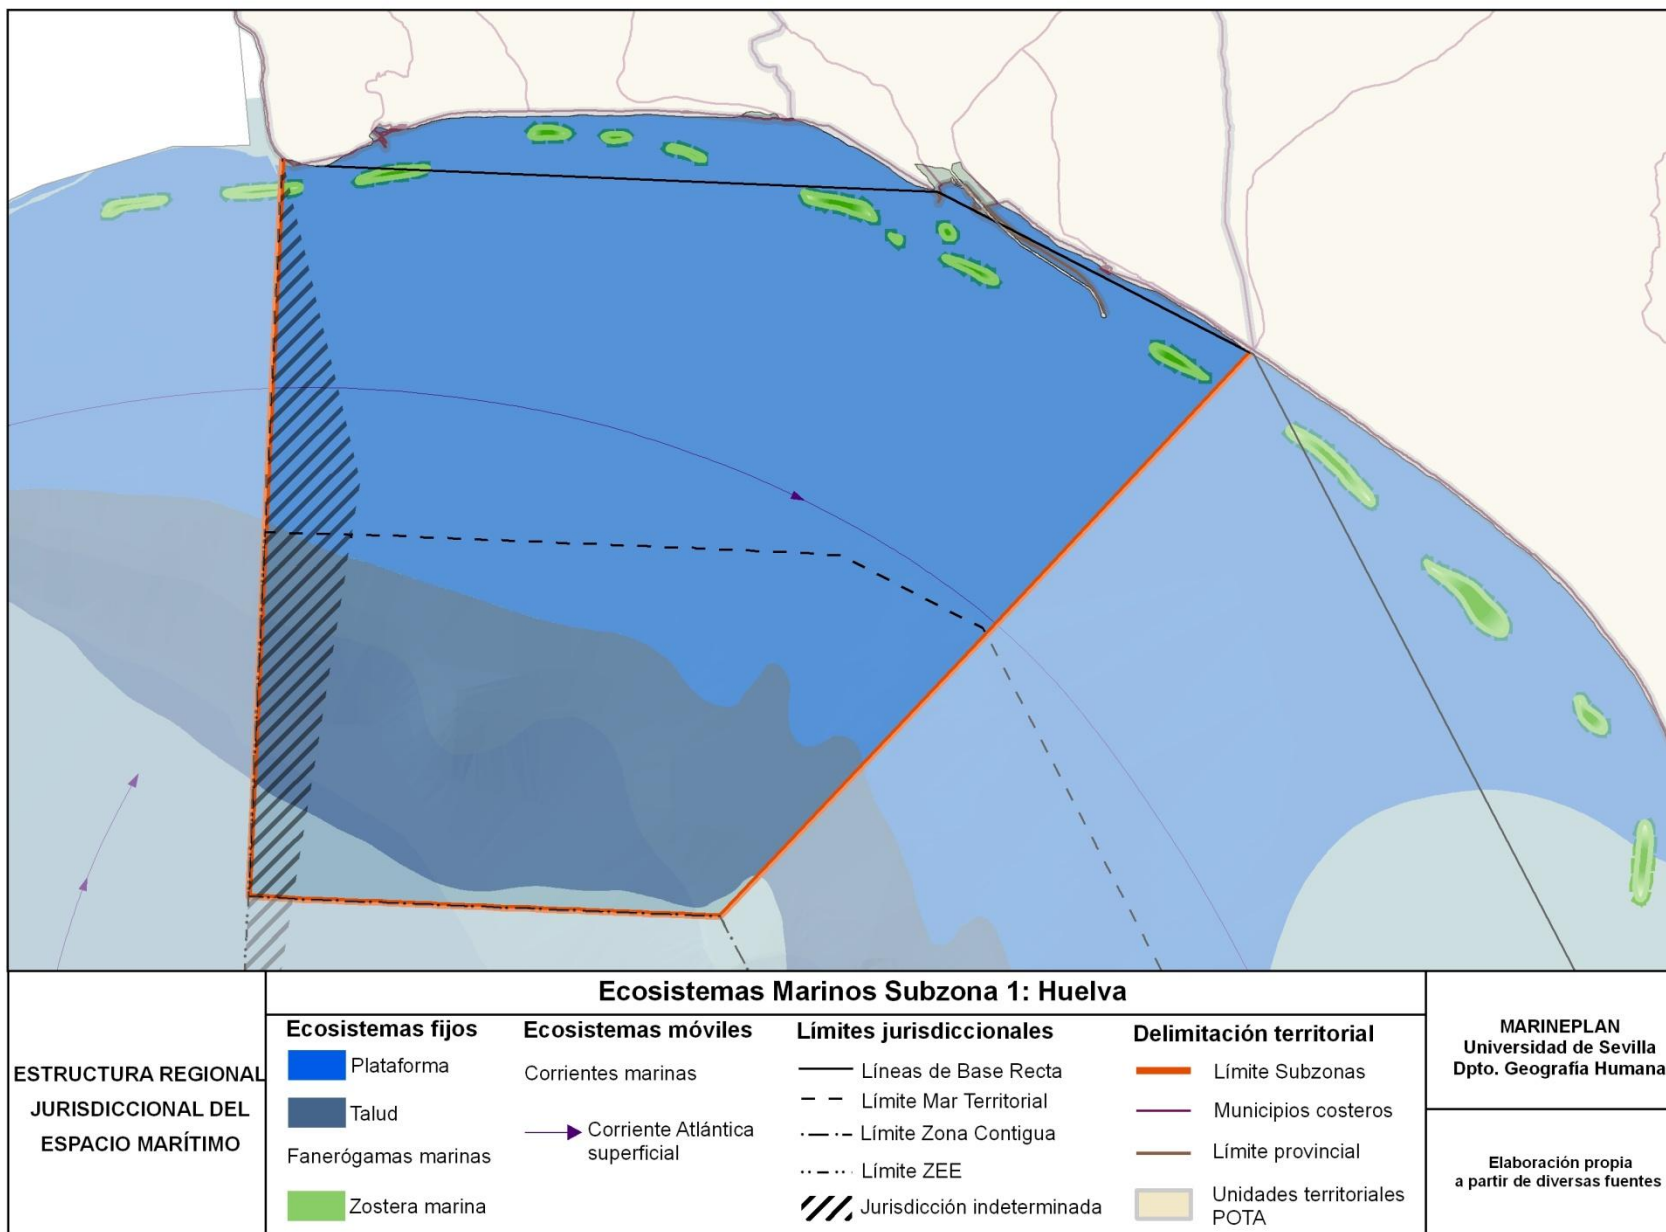 Ecosistemas Marinos Subzona 1: Huelva
ESTRUCTURA REGIONAL
JURISDICCIONAL DEL
ESPACIO MARÍTIMO
Ecosistemas fijos
Plataforma
Talud
Fanerógamas marinas
Zostera marina
Ecosistemas móviles
Corrientes marinas
Corriente Atlántica
superficial
Límites jurisdiccionales
Líneas de Base Recta
Límite Mar Territorial
Límite Zona Contigua
Límite ZEE
Jurisdicción indeterminada
Delimitación territorial
Límite Subzonas
Municipios costeros
Límite provincial
Unidades territoriales
POTA
MARINEPLAN
Universidad de Sevilla
Dpto. Geografía Humana
Elaboración propia
a partir de diversas fuentes